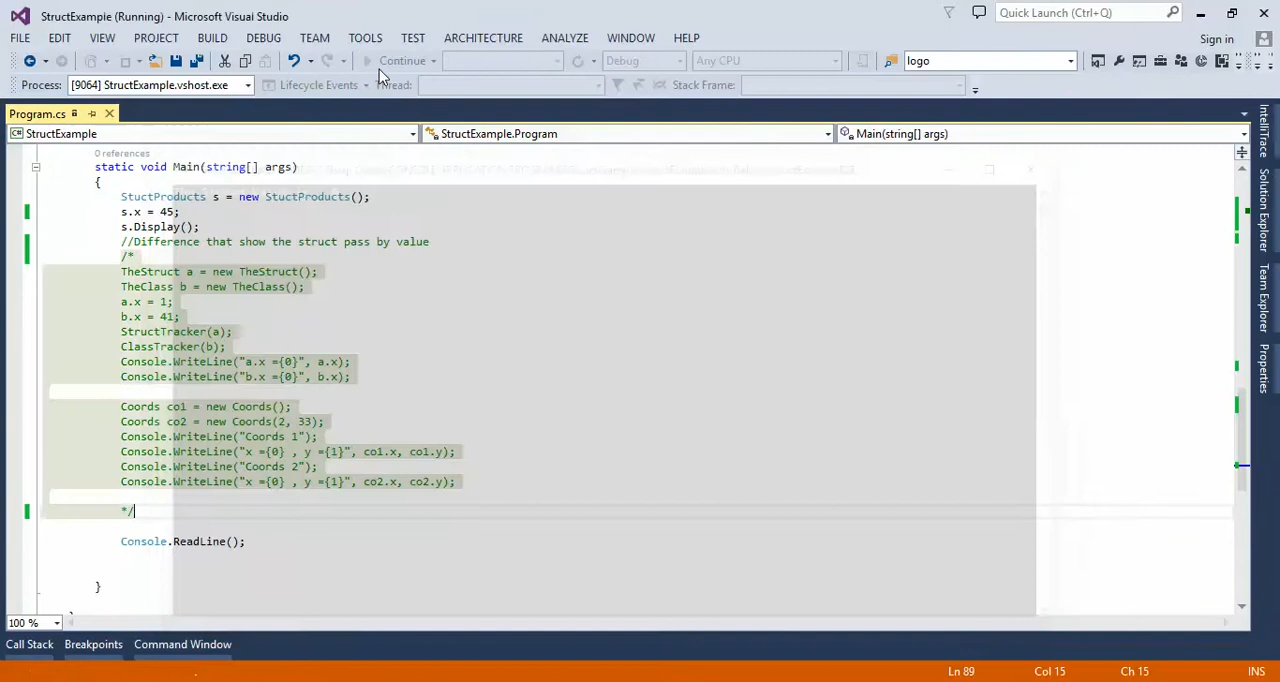 StructExample (Running) - Microsoft Visual Studio
Quick Launch (Ctrl+Q)
FILE EDIT VIEW PROJECT BUILD DEBUG TEAM TOOLS TEST ARCHITECTURE ANALYZE WINDOW HELP
Sign in
Continue
Debug
Any CPU
logo
Process: [9064] StructExample.vshost.exe
Lifecycle Events
Thread:
Stack Frame:
Program.cs
StructExample
StructExample.Program
Main(string[] args)
0 references
static void Main(string[] args)
{
StuctProducts s = new StuctProducts();
s.x = 45;
s.Display();
//Difference that show the struct pass by value
/*
TheStruct a = new TheStruct();
TheClass b = new TheClass();
a.x = 1;
b.x = 41;
StructTracker(a);
ClassTracker(b);
Console.WriteLine("a.x ={0}", a.x);
Console.WriteLine("b.x ={0}", b.x);
Coords co1 = new Coords();
Coords co2 = new Coords(2, 33);
Console.WriteLine("Coords 1");
Console.WriteLine("x ={0} , y ={1}", co1.x, co1.y);
Console.WriteLine("Coords 2");
Console.WriteLine("x ={0} , y ={1}", co2.x, co2.y);
*/
Console.ReadLine();
}
IntelliTrace
Solution Explorer
Team Explorer
Properties
100 %
Call Stack
Breakpoints
Command Window
Ln 89
Col 15
Ch 15
INS